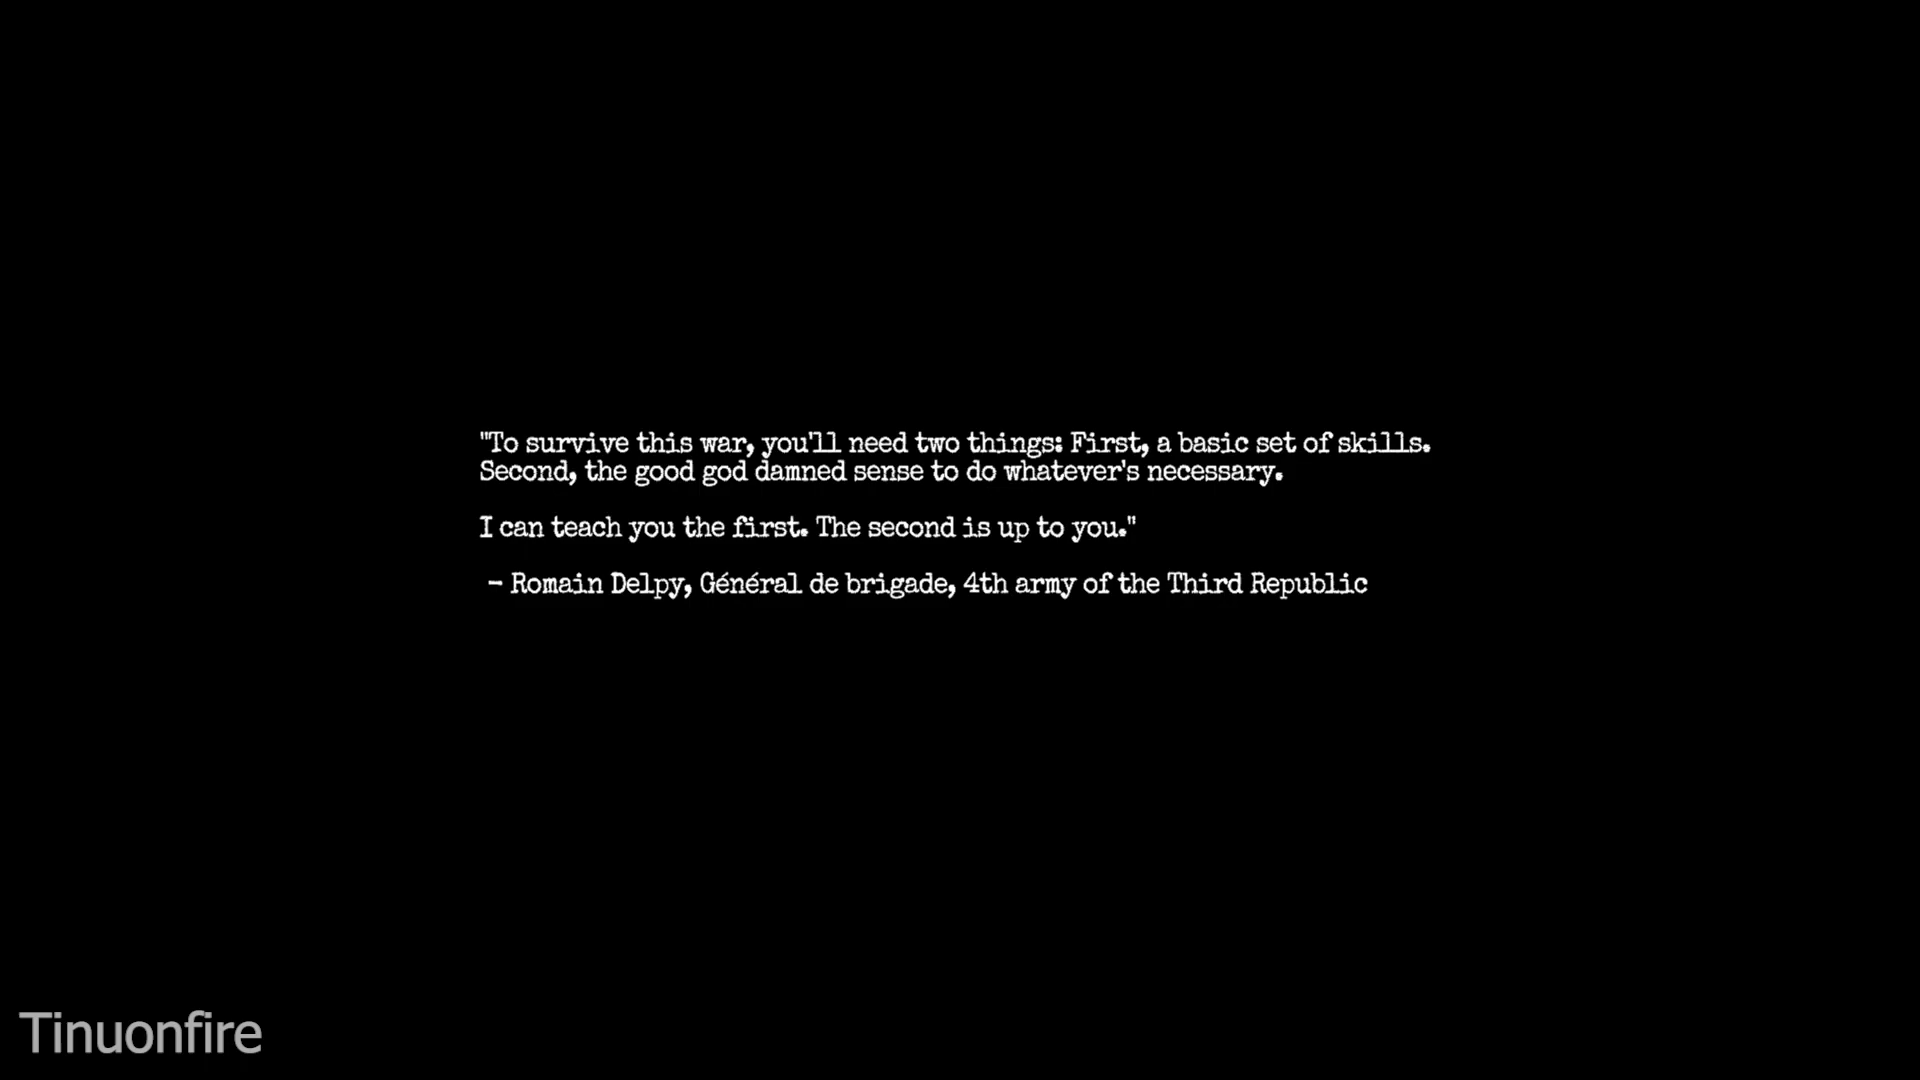 "To survive this war, you'll need two things: First, a basic set of skills.
Second, the good god damned sense to do whatever's necessary.
I can teach you the first. The second is up to you."
- Romain Delpy, Général de brigade, 4th army of the Third Republic
Tinuonfire